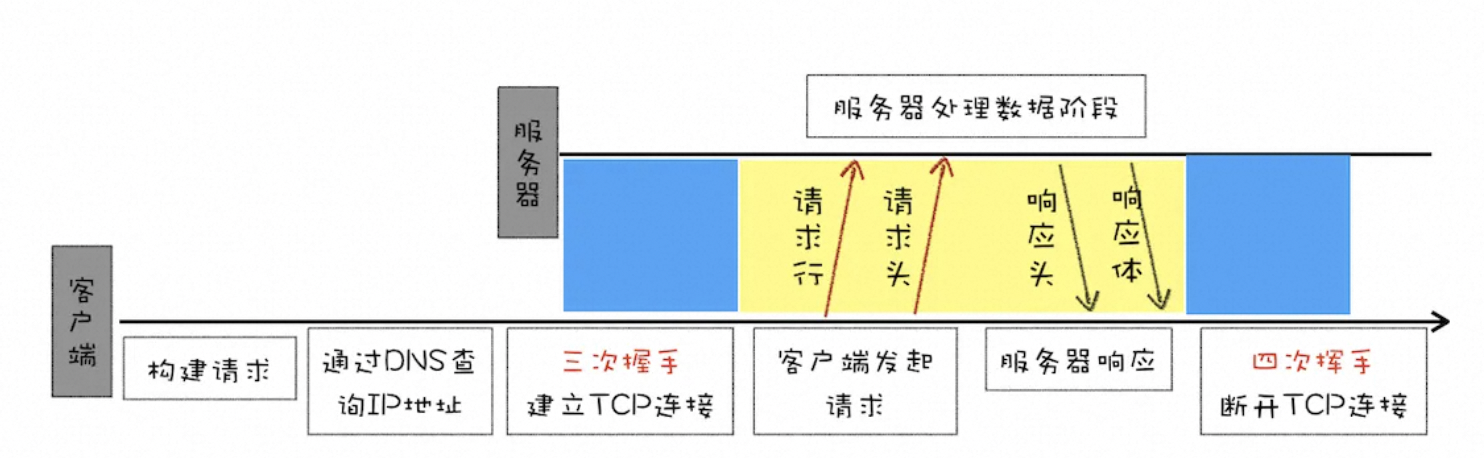 服务器处理数据阶段
服务器
请求行
请求头
响应头
响应体
客户端
构建请求
通过DNS查
询IP地址
三次握手
建立TCP连接
客户端发起
请求
服务器响应
四次挥手
断开TCP连接